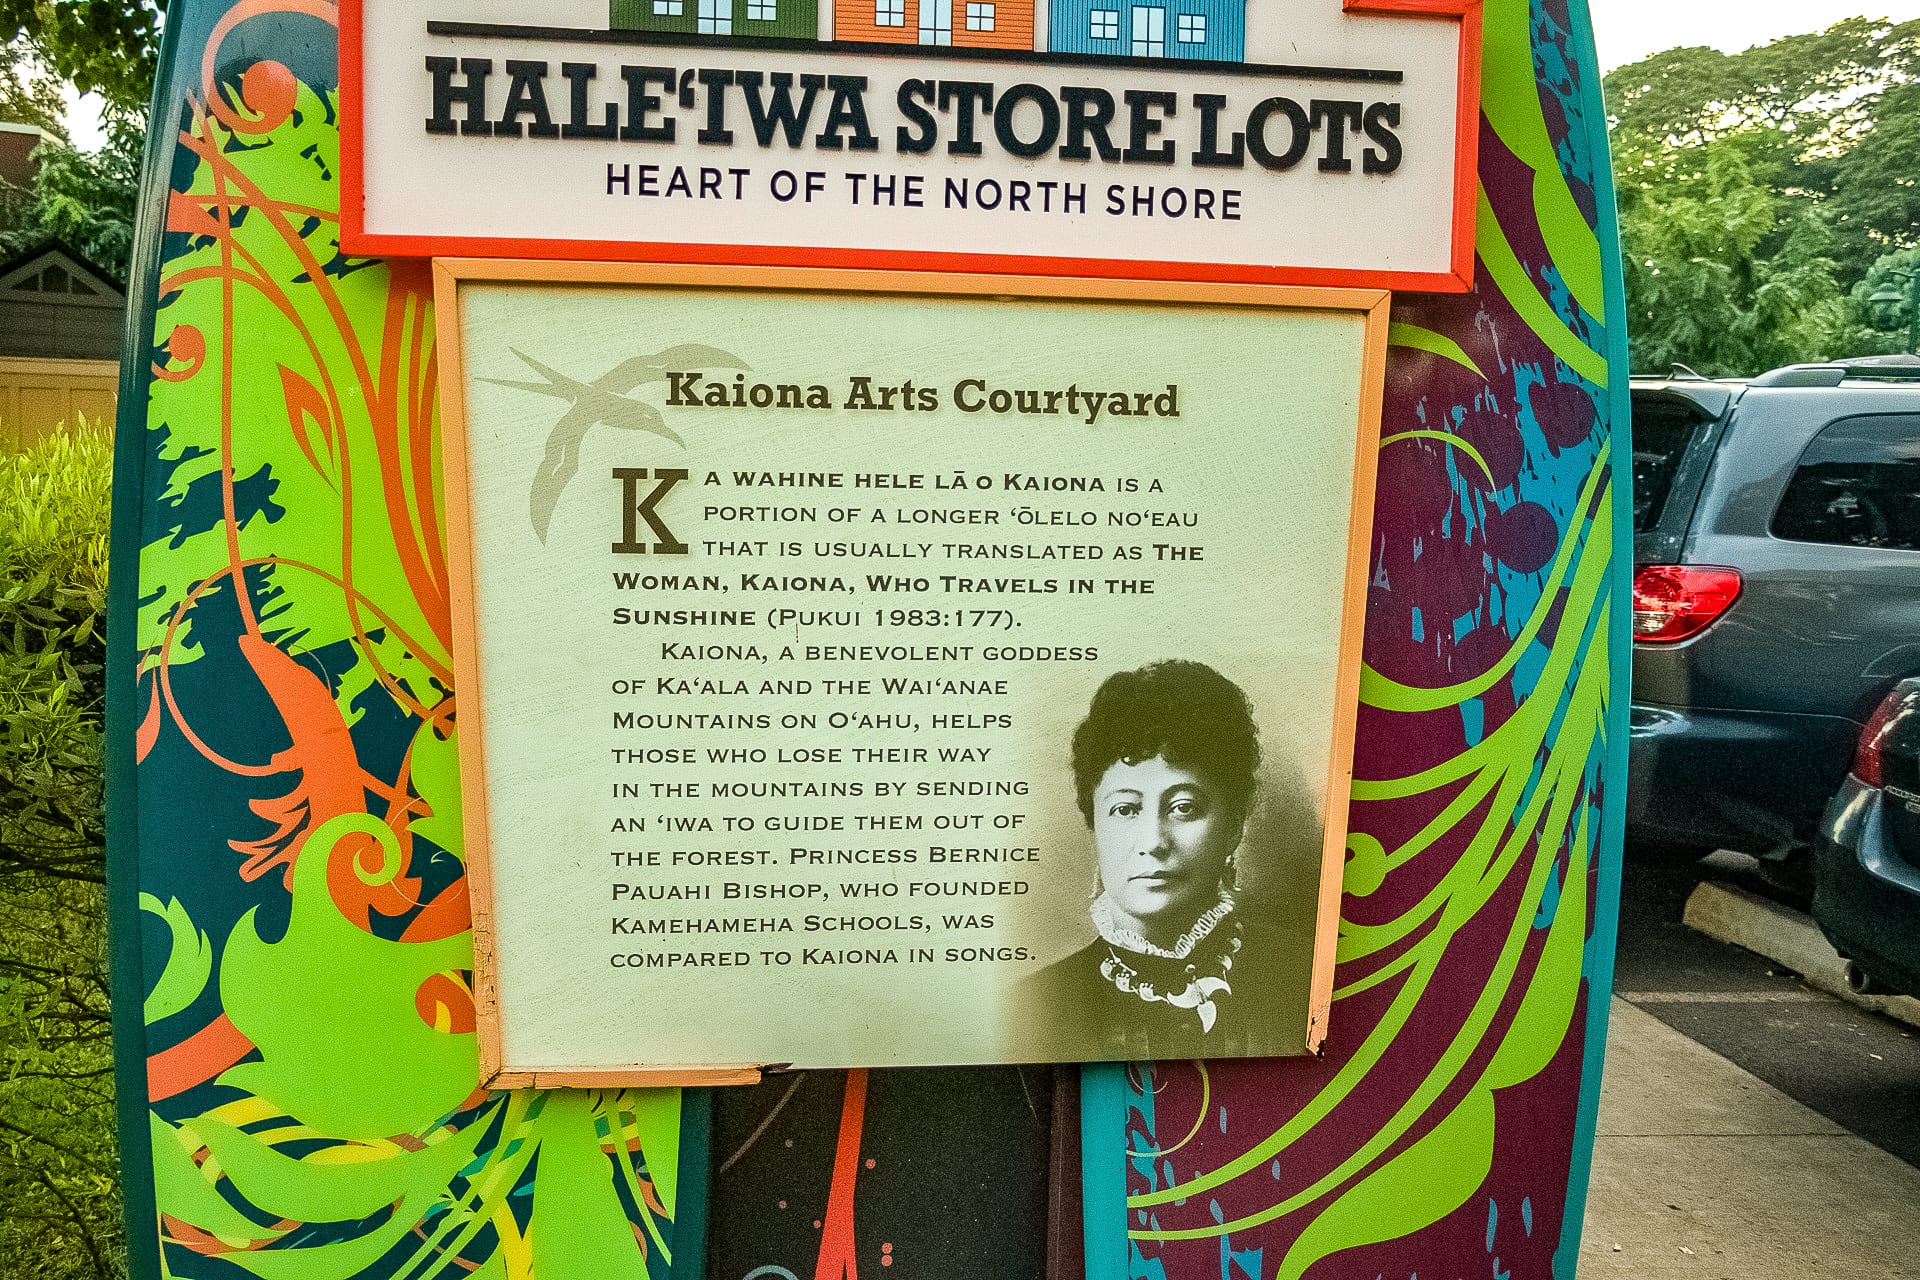 HALEʻIWA STORE LOTS
HEART OF THE NORTH SHORE
Kaiona Arts Courtyard
KA WAHINE HELE LĀ O KAIONA IS A
PORTION OF A LONGER ʻŌLELO NOʻEAU
THAT IS USUALLY TRANSLATED AS THE
WOMAN, KAIONA, WHO TRAVELS IN THE
SUNSHINE (PUKUI 1983:177).
KAIONA, A BENEVOLENT GODDESS
OF KAʻALA AND THE WAIʻANAE
MOUNTAINS ON OʻAHU, HELPS
THOSE WHO LOSE THEIR WAY
IN THE MOUNTAINS BY SENDING
AN ʻIWA TO GUIDE THEM OUT OF
THE FOREST. PRINCESS BERNICE
PAUAHI BISHOP, WHO FOUNDED
KAMEHAMEHA SCHOOLS, WAS
COMPARED TO KAIONA IN SONGS.